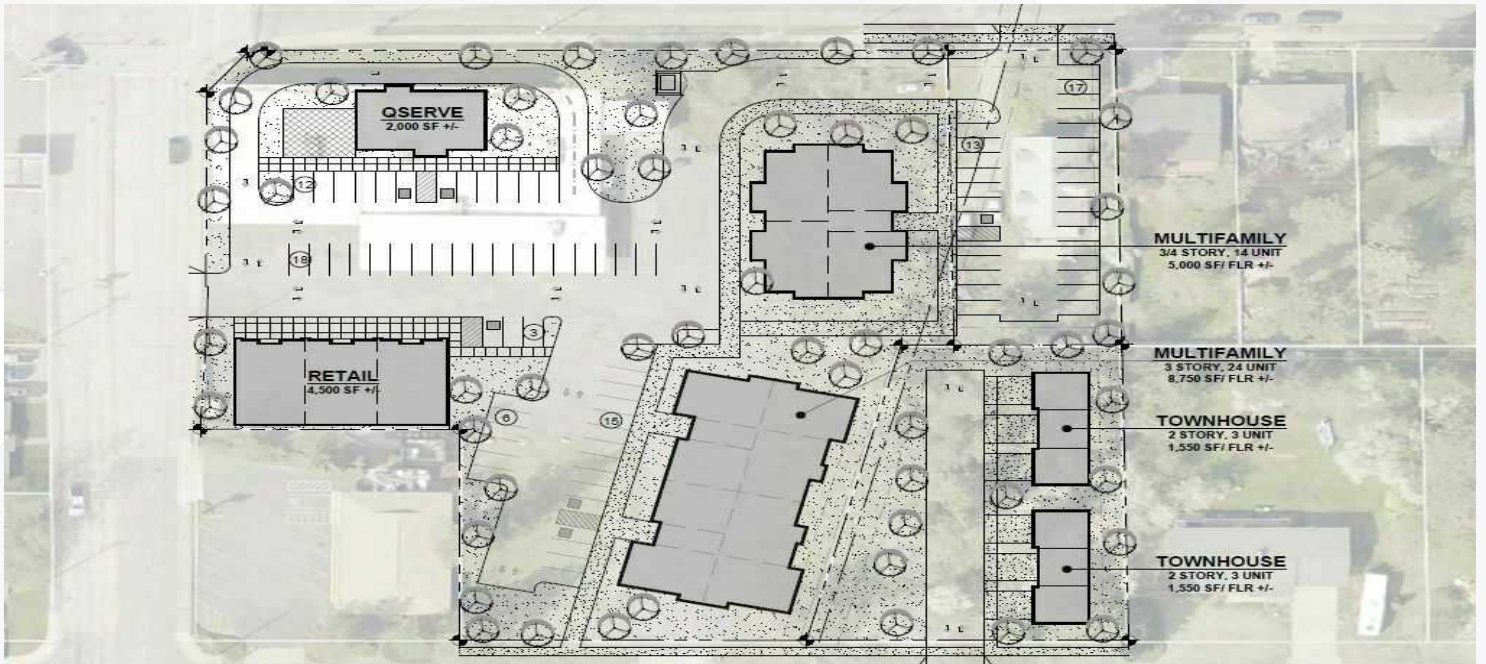 QSERVE
2,000 SF +/-
17
13
12
MULTIFAMILY
3/4 STORY, 14 UNIT
5,000 SF/ FLR +/-
18
3
MULTIFAMILY
3 STORY, 24 UNIT
8,750 SF/ FLR +/-
RETAIL
4,500 SF +/-
6
15
TOWNHOUSE
2 STORY, 3 UNIT
1,550 SF/ FLR +/-
TOWNHOUSE
2 STORY, 3 UNIT
1,550 SF/ FLR +/-